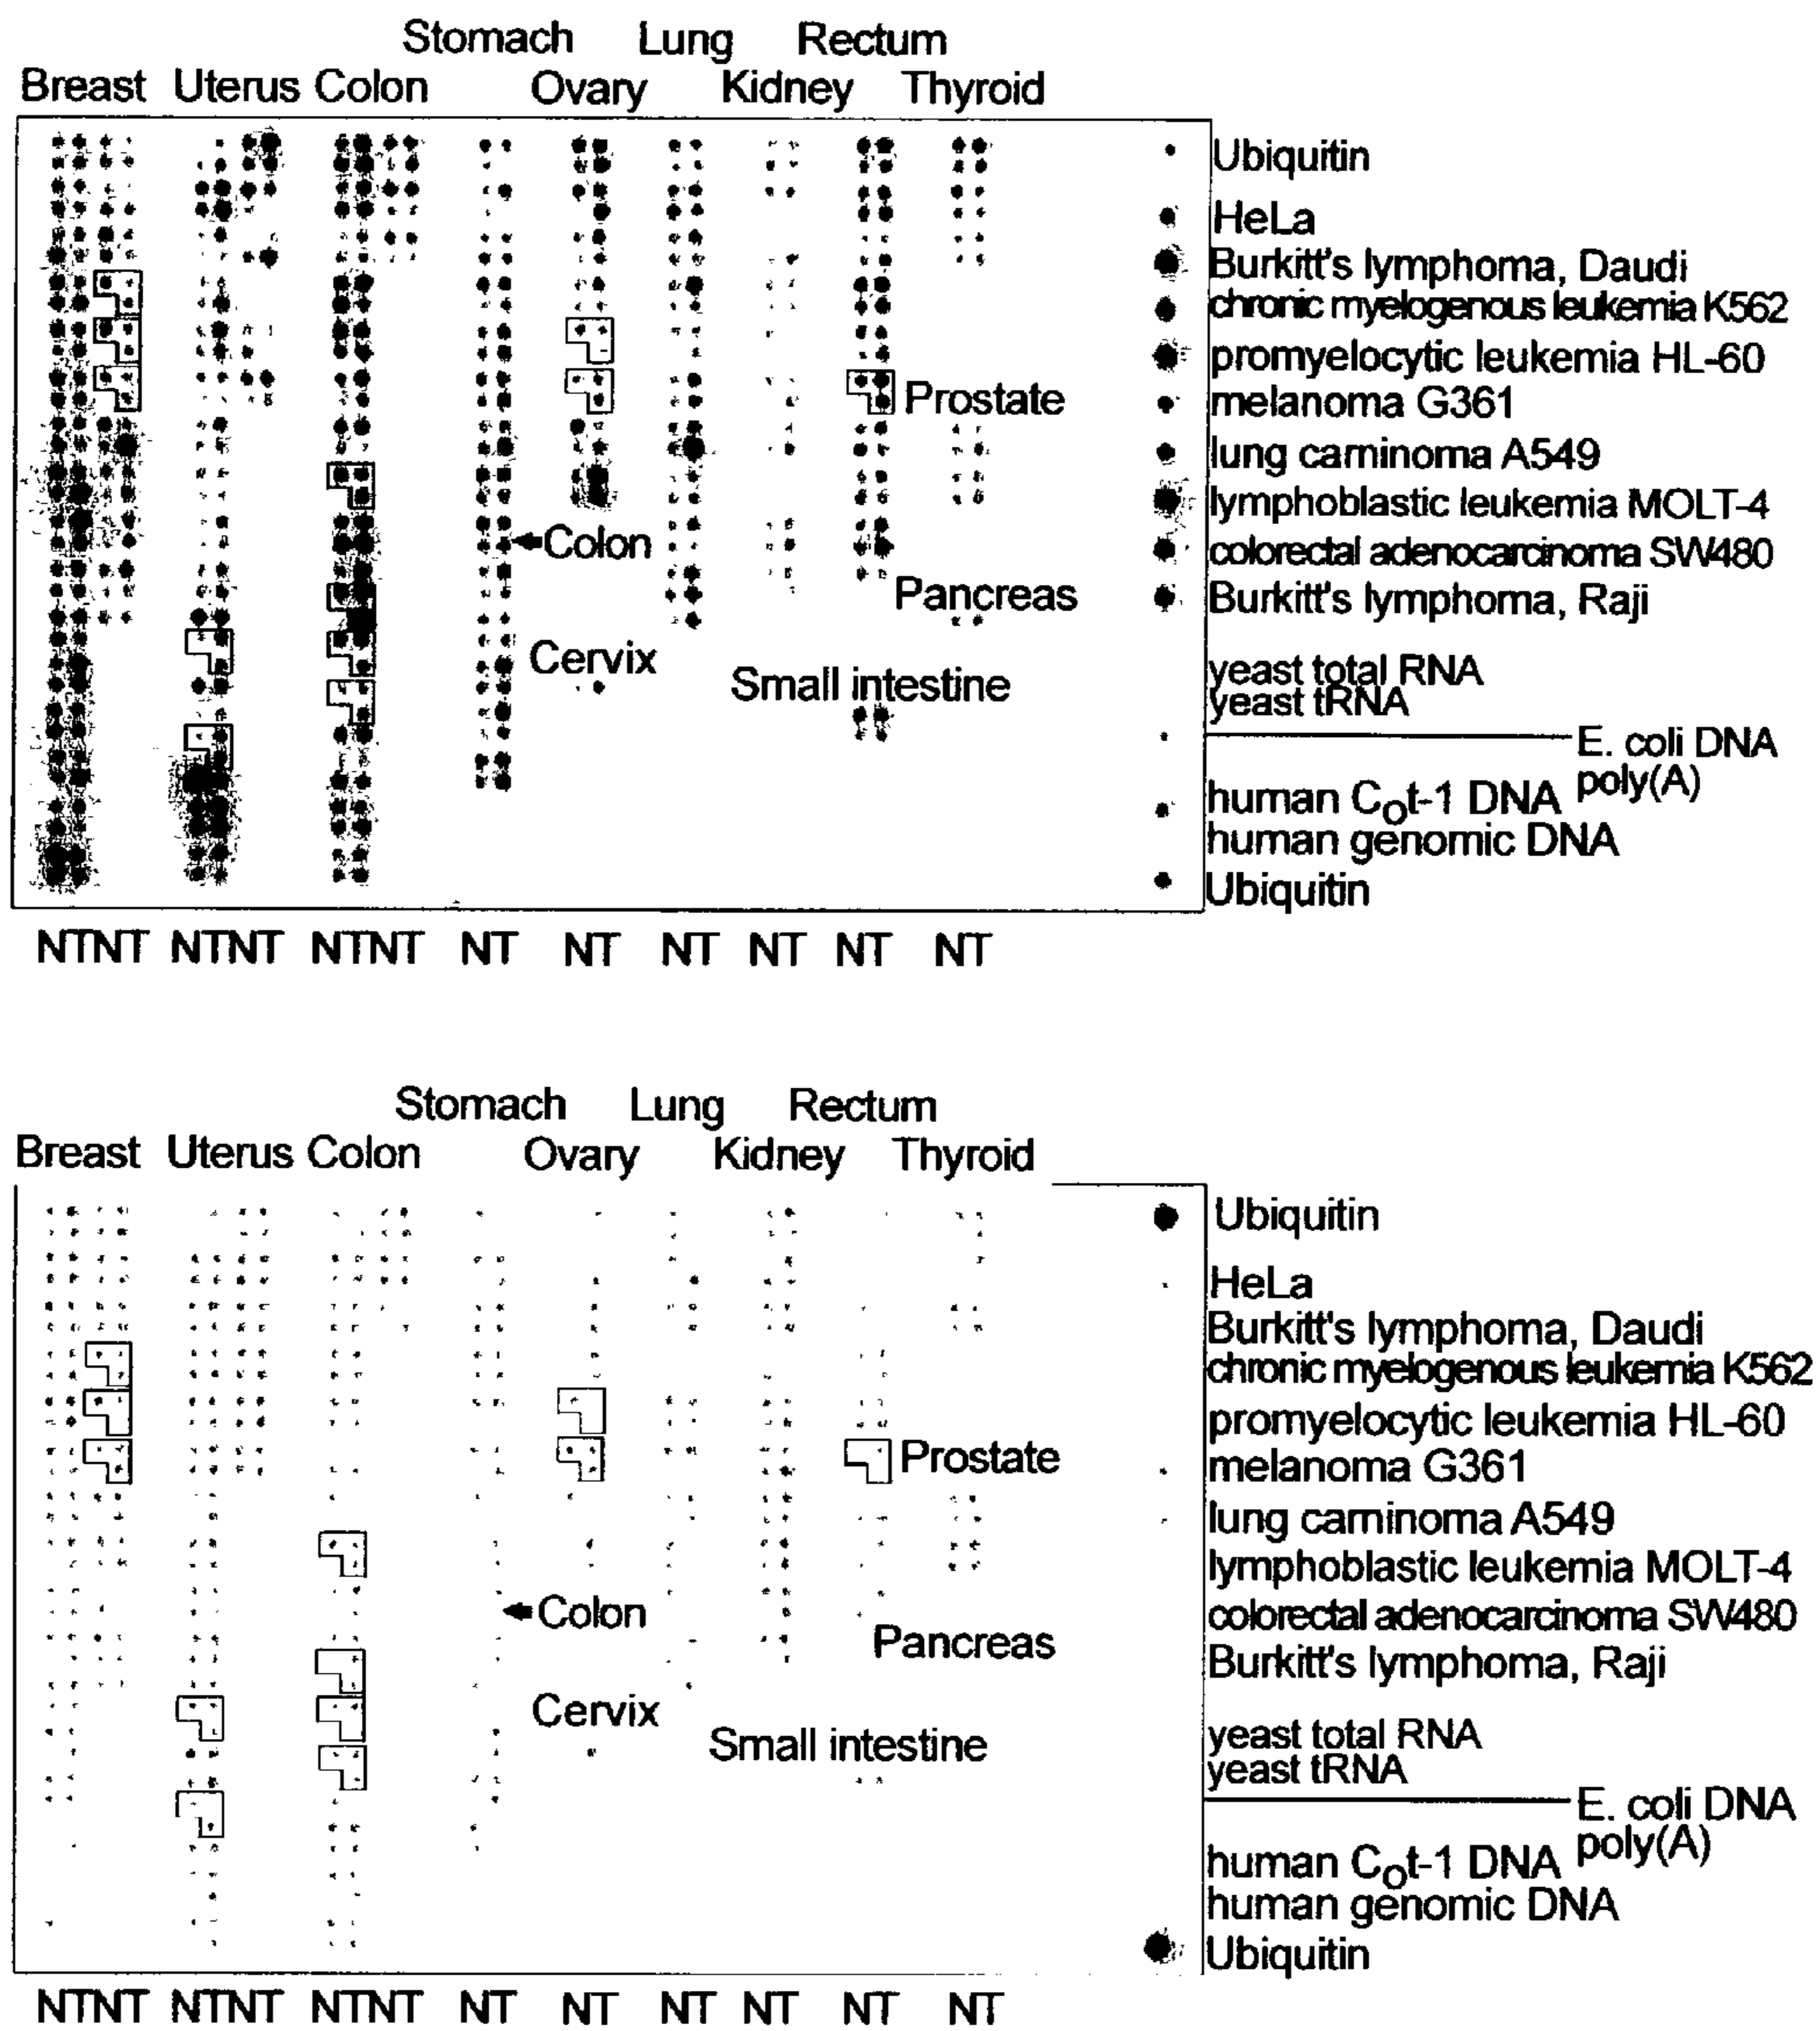 Stomach Lung Rectum
Breast Uterus Colon Ovary Kidney Thyroid
Ubiquitin
HeLa
Burkitt's lymphoma, Daudi
chronic myelogenous leukemia K562
promyelocytic leukemia HL-60
Prostate melanoma G361
lung carninoma A549
lymphoblastic leukemia MOLT-4
Colon colorectal adenocarcinoma SW480
Pancreas Burkitt's lymphoma, Raji
Cervix yeast total RNA
Small intestine yeast tRNA
E. coli DNA
poly(A)
human Cot-1 DNA
human genomic DNA
Ubiquitin
NTNT NTNT NTNT NT NT NT NT NT NT
Stomach Lung Rectum
Breast Uterus Colon Ovary Kidney Thyroid
Ubiquitin
HeLa
Burkitt's lymphoma, Daudi
chronic myelogenous leukemia K562
promyelocytic leukemia HL-60
Prostate melanoma G361
lung carninoma A549
lymphoblastic leukemia MOLT-4
Colon colorectal adenocarcinoma SW480
Pancreas Burkitt's lymphoma, Raji
Cervix yeast total RNA
Small intestine yeast tRNA
E. coli DNA
poly(A)
human Cot-1 DNA
human genomic DNA
Ubiquitin
NTNT NTNT NTNT NT NT NT NT NT NT